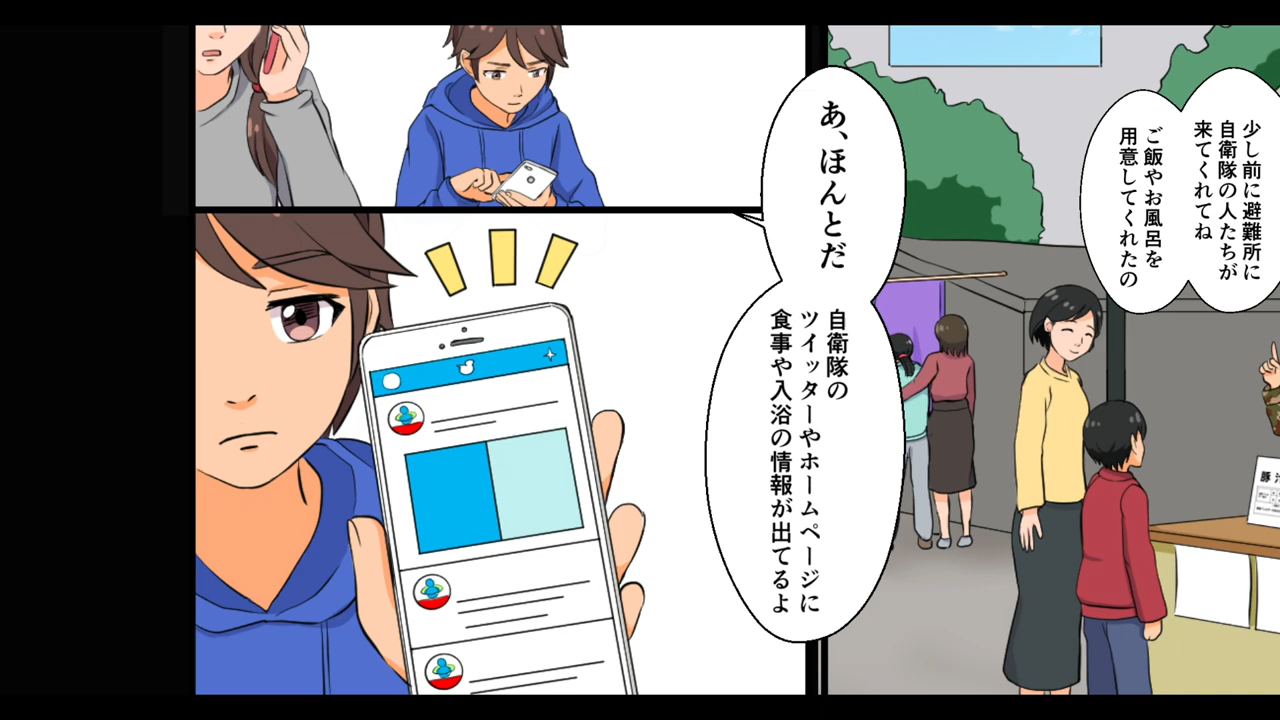 少し前に避難所に
自衛隊の人たちが
来てくれてね
ご飯やお風呂を
用意してくれたの
あ、ほんとだ
自衛隊の
ツイッターやホームページに
食事や入浴の情報が出てるよ
豚汁